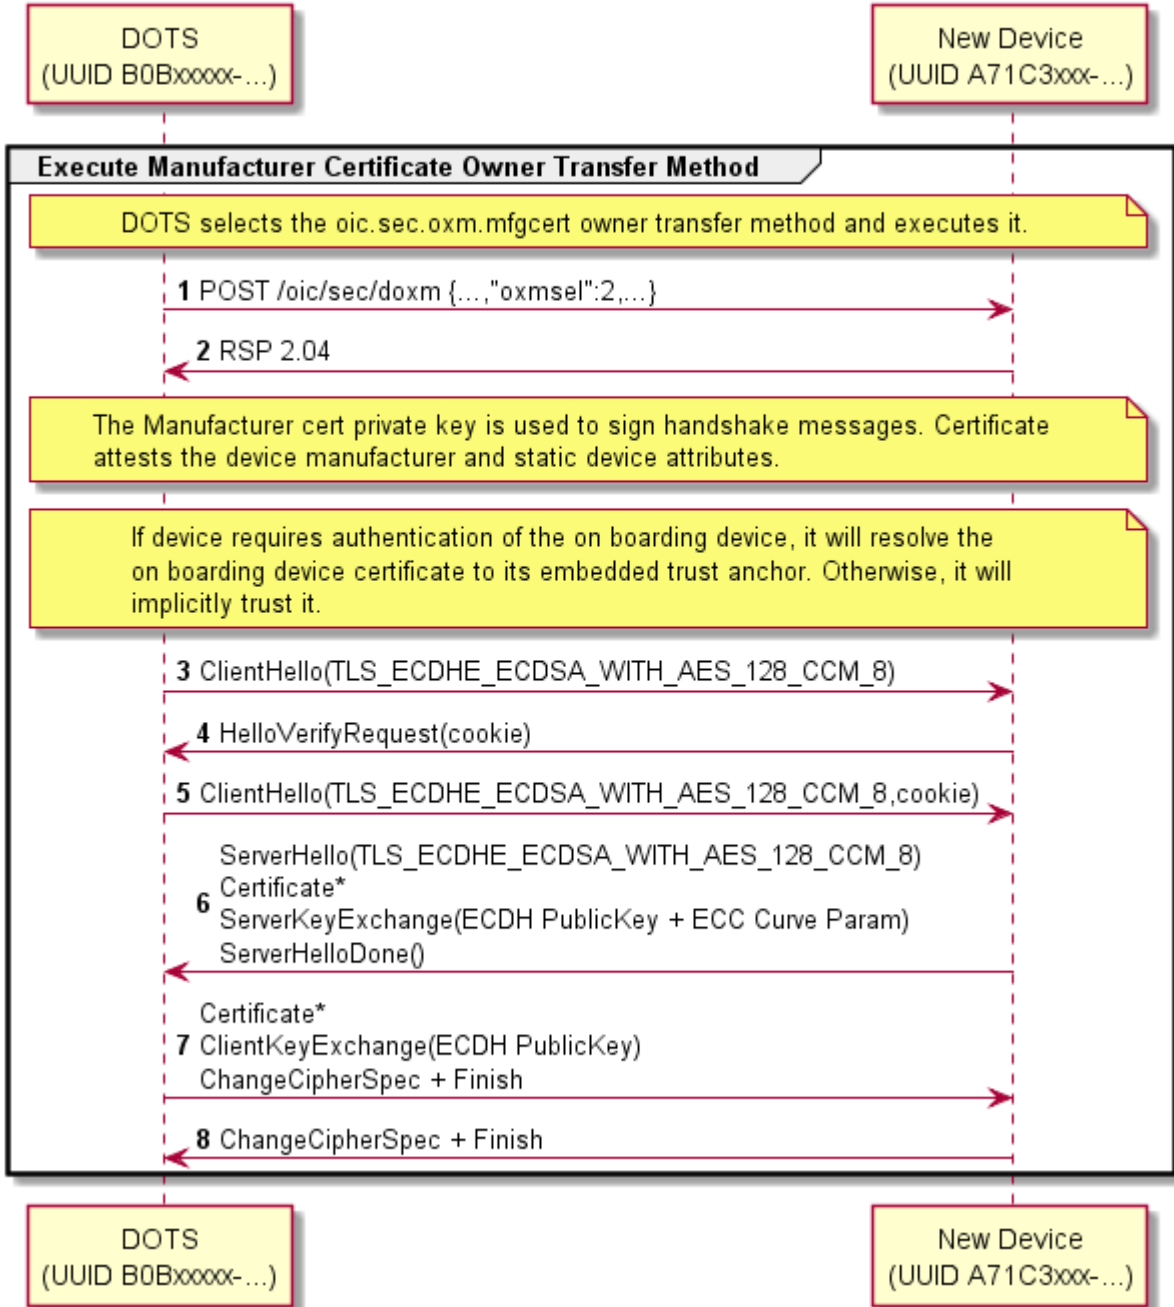 DOTS
(UUID B0Bxxxxx-...)
New Device
(UUID A71C3xxx-...)
Execute Manufacturer Certificate Owner Transfer Method
DOTS selects the oic.sec.oxm.mfgcert owner transfer method and executes it.
1 POST /oic/sec/doxm {...,"oxmsel":2,...}
2 RSP 2.04
The Manufacturer cert private key is used to sign handshake messages. Certificate
attests the device manufacturer and static device attributes.
If device requires authentication of the on boarding device, it will resolve the
on boarding device certificate to its embedded trust anchor. Otherwise, it will
implicitly trust it.
3 ClientHello(TLS_ECDHE_ECDSA_WITH_AES_128_CCM_8)
4 HelloVerifyRequest(cookie)
5 ClientHello(TLS_ECDHE_ECDSA_WITH_AES_128_CCM_8,cookie)
ServerHello(TLS_ECDHE_ECDSA_WITH_AES_128_CCM_8)
Certificate*
6
ServerKeyExchange(ECDH PublicKey + ECC Curve Param)
ServerHelloDone()
Certificate*
7 ClientKeyExchange(ECDH PublicKey)
ChangeCipherSpec + Finish
8 ChangeCipherSpec + Finish
DOTS
(UUID B0Bxxxxx-...)
New Device
(UUID A71C3xxx-...)